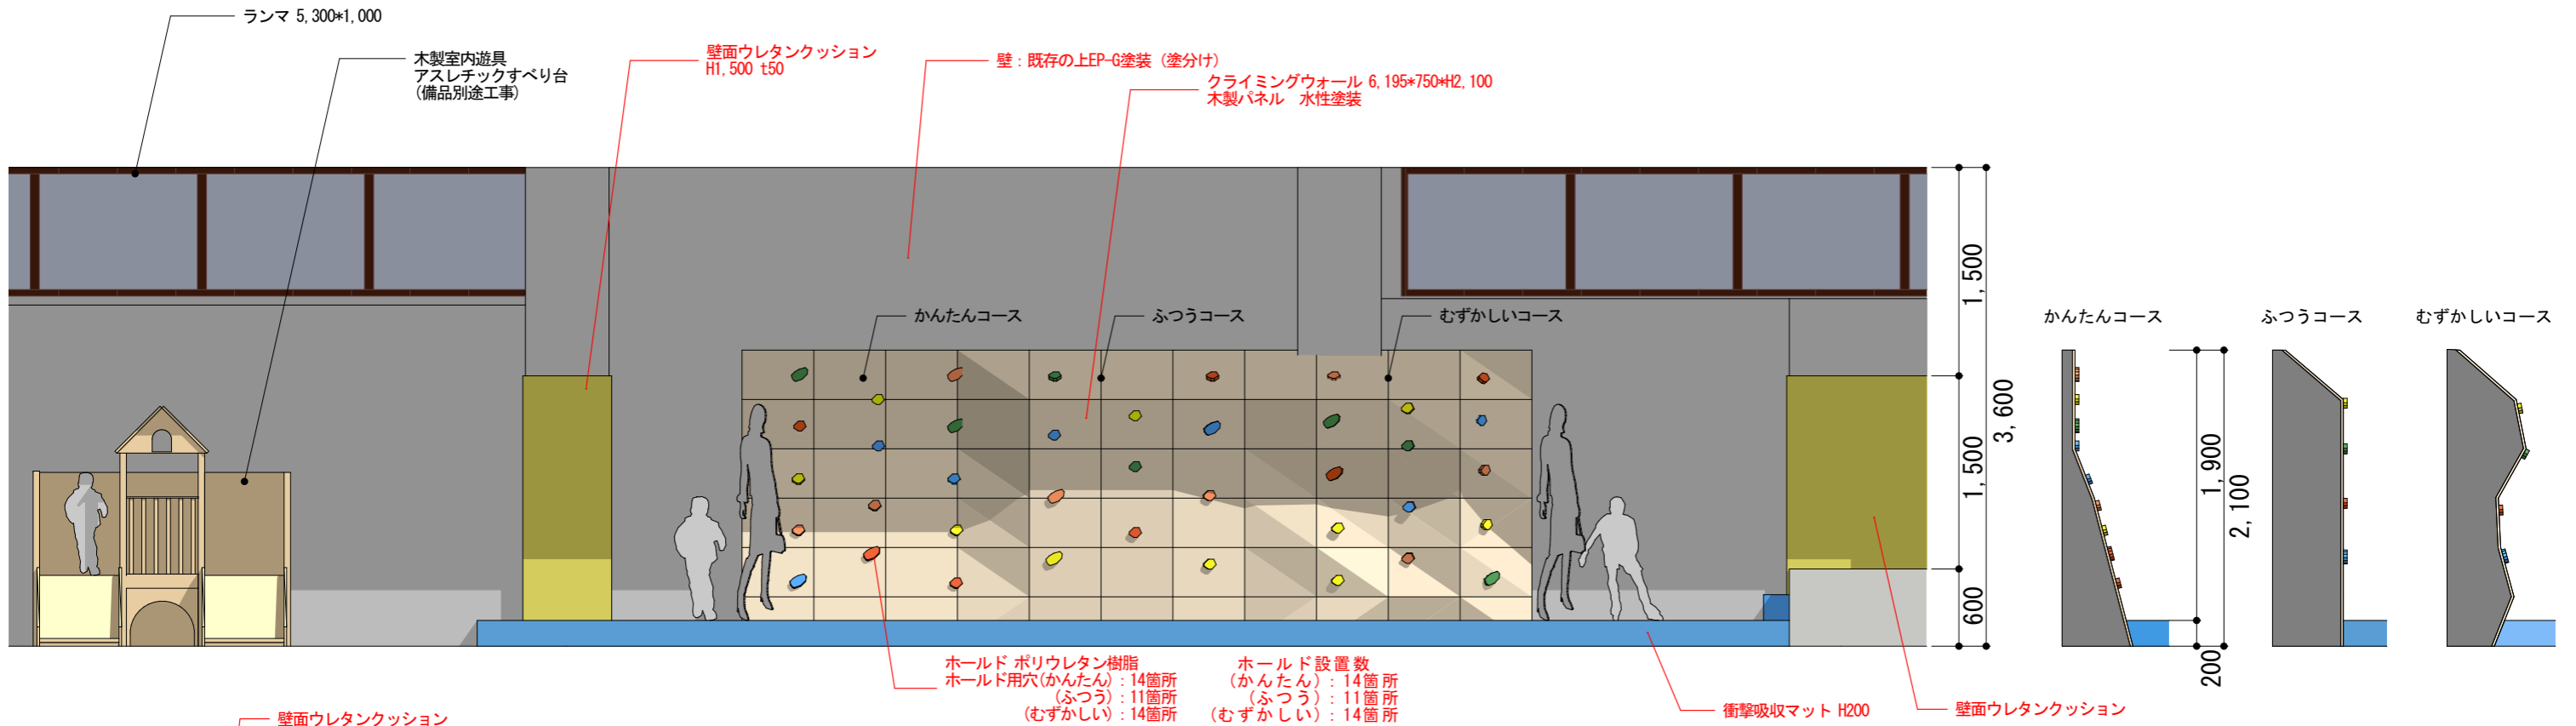 ランマ 5,300*1,000
木製室内遊具
アスレチックすべり台
(備品別途工事)
壁面ウレタンクッション
H1,500 t50
壁：既存の上EP-G塗装（塗分け）
クライミングウォール 6,195*750*H2,100
木製パネル　水性塗装
かんたんコース
ふつうコース
むずかしいコース
1,500
1,500
600
3,600
かんたんコース
ふつうコース
むずかしいコース
1,900
2,100
200
ホールド ポリウレタン樹脂
ホールド用穴(かんたん)：14箇所
(ふつう)：11箇所
(むずかしい)：14箇所
ホールド設置数
(かんたん)：14箇所
(ふつう)：11箇所
(むずかしい)：14箇所
衝撃吸収マット H200
壁面ウレタンクッション
壁面ウレタンクッション